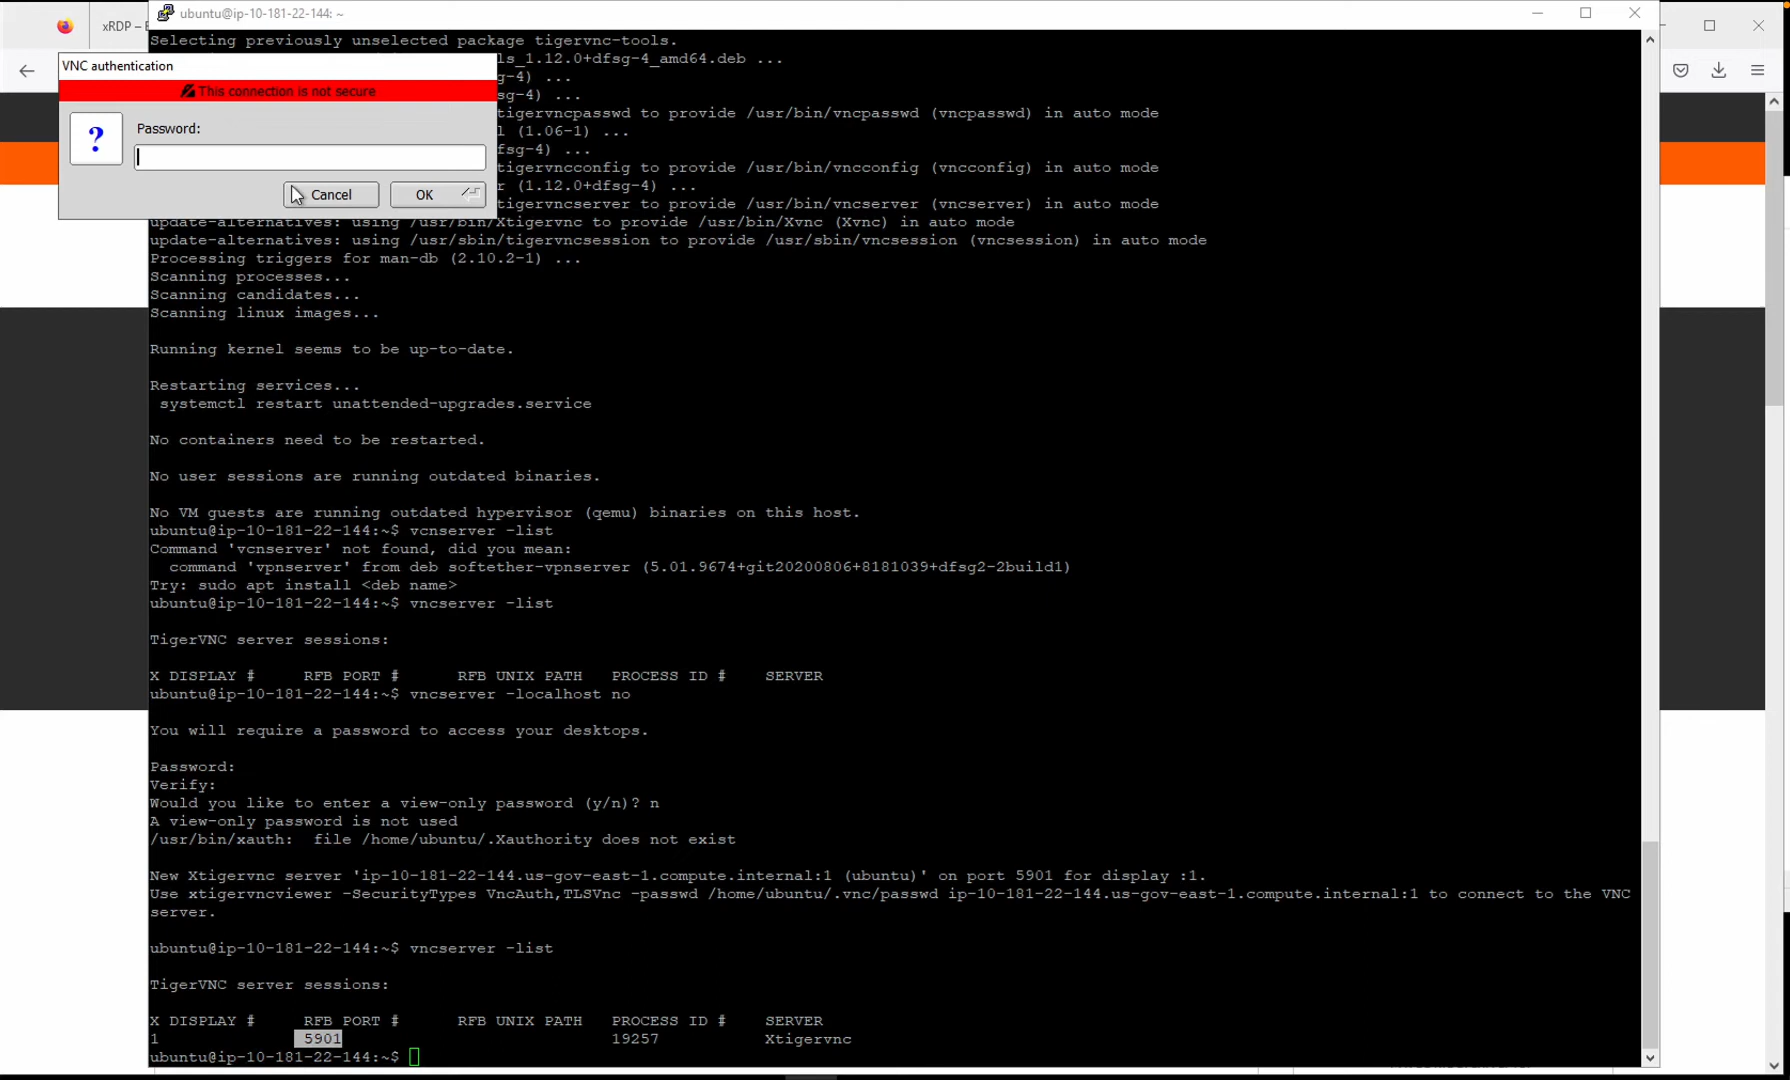 ubuntu@ip-10-181-22-144: ~
xRDP –
Selecting previously unselected package tigervnc-tools.
VNC authentication
This connection is not secure
Password:
Cancel
OK
ls_1.12.0+dfsg-4_amd64.deb ...
sg-4) ...
sg-4) ...
xtigervncpasswd to provide /usr/bin/vncpasswd (vncpasswd) in auto mode
l (1.06-1) ...
fsg-4) ...
xtigervncconfig to provide /usr/bin/vncconfig (vncconfig) in auto mode
r (1.12.0+dfsg-4) ...
xtigervncserver to provide /usr/bin/vncserver (vncserver) in auto mode
update-alternatives: using /usr/bin/Xtigervnc to provide /usr/bin/Xvnc (Xvnc) in auto mode
update-alternatives: using /usr/sbin/tigervncsession to provide /usr/sbin/vncsession (vncsession) in auto mode
Processing triggers for man-db (2.10.2-1) ...
Scanning processes...
Scanning candidates...
Scanning linux images...
Running kernel seems to be up-to-date.
Restarting services...
systemctl restart unattended-upgrades.service
No containers need to be restarted.
No user sessions are running outdated binaries.
No VM guests are running outdated hypervisor (qemu) binaries on this host.
ubuntu@ip-10-181-22-144:~$ vcnserver -list
Command 'vcnserver' not found, did you mean:
command 'vpnserver' from deb softether-vpnserver (5.01.9674+git20200806+8181039+dfsg2-2build1)
Try: sudo apt install <deb name>
ubuntu@ip-10-181-22-144:~$ vncserver -list
TigerVNC server sessions:
X DISPLAY # RFB PORT # RFB UNIX PATH PROCESS ID # SERVER
ubuntu@ip-10-181-22-144:~$ vncserver -localhost no
You will require a password to access your desktops.
Password:
Verify:
Would you like to enter a view-only password (y/n)? n
A view-only password is not used
/usr/bin/xauth: file /home/ubuntu/.Xauthority does not exist
New Xtigervnc server 'ip-10-181-22-144.us-gov-east-1.compute.internal:1 (ubuntu)' on port 5901 for display :1.
Use xtigervncviewer -SecurityTypes VncAuth,TLSVnc -passwd /home/ubuntu/.vnc/passwd ip-10-181-22-144.us-gov-east-1.compute.internal:1 to connect to the VNC
server.
ubuntu@ip-10-181-22-144:~$ vncserver -list
TigerVNC server sessions:
X DISPLAY # RFB PORT # RFB UNIX PATH PROCESS ID # SERVER
1 5901 19257 Xtigervnc
ubuntu@ip-10-181-22-144:~$